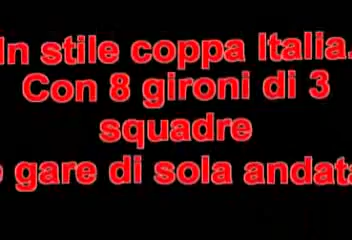 In stile coppa Italia.
Con 8 gironi di 3
squadre
e gare di sola andata